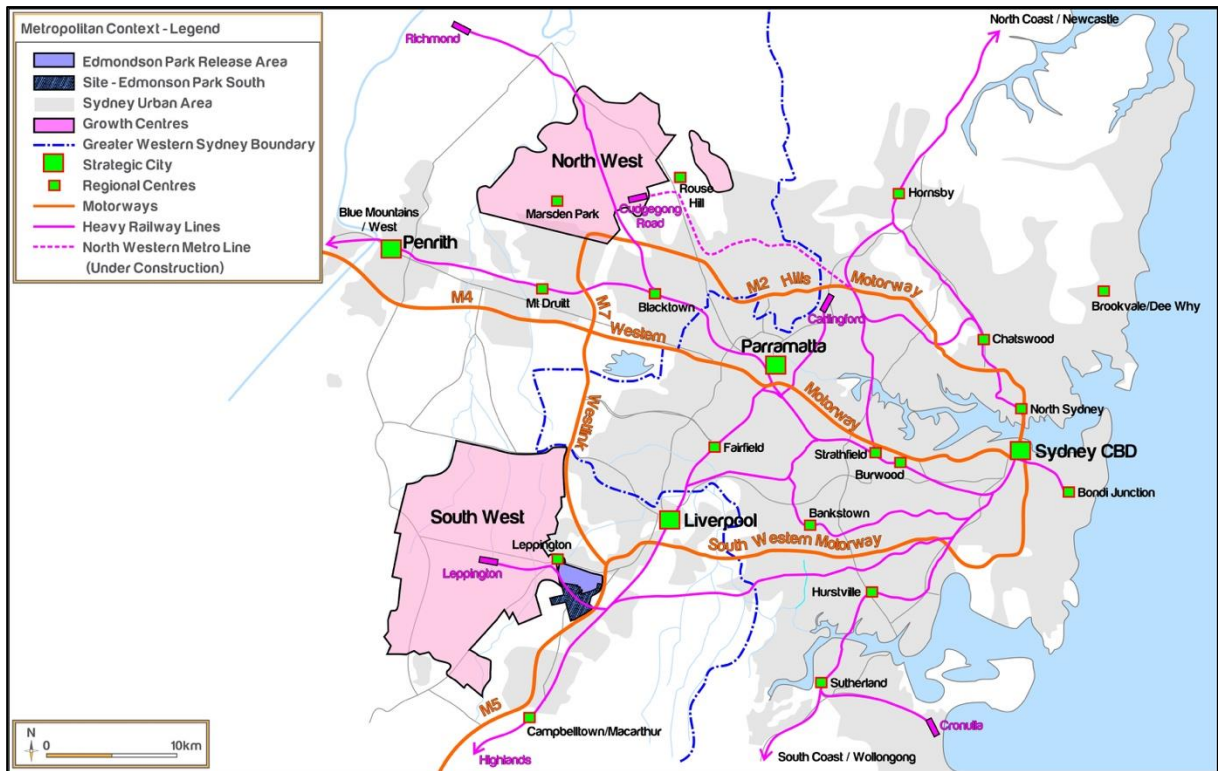 Metropolitan Context - Legend
Edmondson Park Release Area
Site - Edmonson Park South
Sydney Urban Area
Growth Centres
Greater Western Sydney Boundary
Strategic City
Regional Centres
Motorways
Heavy Railway Lines
North Western Metro Line
(Under Construction)
North Coast / Newcastle
Richmond
North West
Rouse
Hill
Marsden Park
Cudgegong
Road
Hornsby
Blue Mountains
/ West
Penrith
M4
Mt Druitt
M7
Blacktown
M2 Hills Motorway
Carlingford
Brookvale/Dee Why
Western
Parramatta
Chatswood
Motorway
Westlink
North Sydney
Fairfield
Strathfield
Burwood
Sydney CBD
Bondi Junction
South West
Liverpool
Bankstown
South Western Motorway
Leppington
Leppington
Hurstville
Sutherland
M5
Campbelltown/Macarthur
Cronulla
Highlands
South Coast / Wollongong
N
0 10km